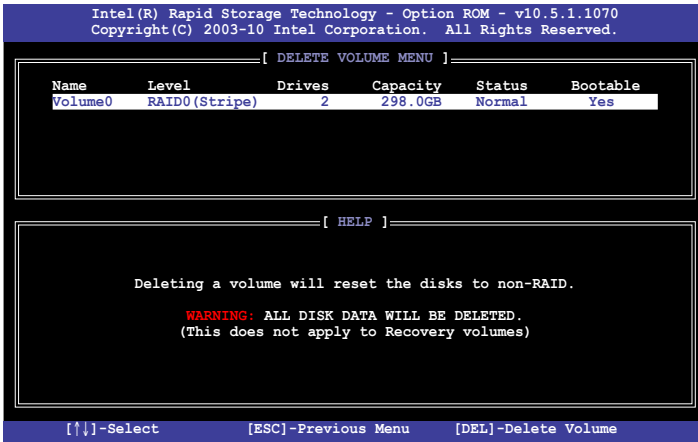 Intel(R) Rapid Storage Technology - Option ROM - v10.5.1.1070
Copyright(C) 2003-10 Intel Corporation. All Rights Reserved.
[ DELETE VOLUME MENU ]
Name Level Drives Capacity Status Bootable
Volume0 RAID0(Stripe) 2 298.0GB Normal Yes
[ HELP ]
Deleting a volume will reset the disks to non-RAID.
WARNING: ALL DISK DATA WILL BE DELETED.
(This does not apply to Recovery volumes)
[↑↓]-Select [ESC]-Previous Menu [DEL]-Delete Volume